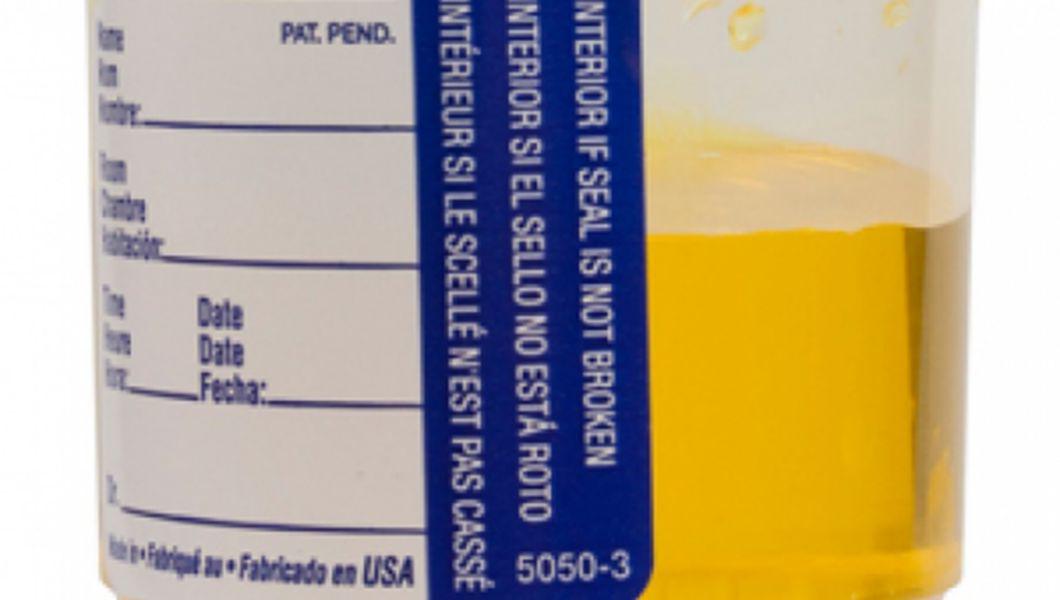 PAT. PEND.
Name
Nom
Nombre:
Room
Chambre
Habitación:
Time
Heure
Hora:
Date
Date
Fecha:
Dr.
Made in • Fabriqué au • Fabricado en USA
INTÉRIEUR SI LE SCELLÉ N'EST PAS CASSÉ
INTERIOR SI EL SELLO NO ESTÁ ROTO
INTERIOR IF SEAL IS NOT BROKEN
5050-3